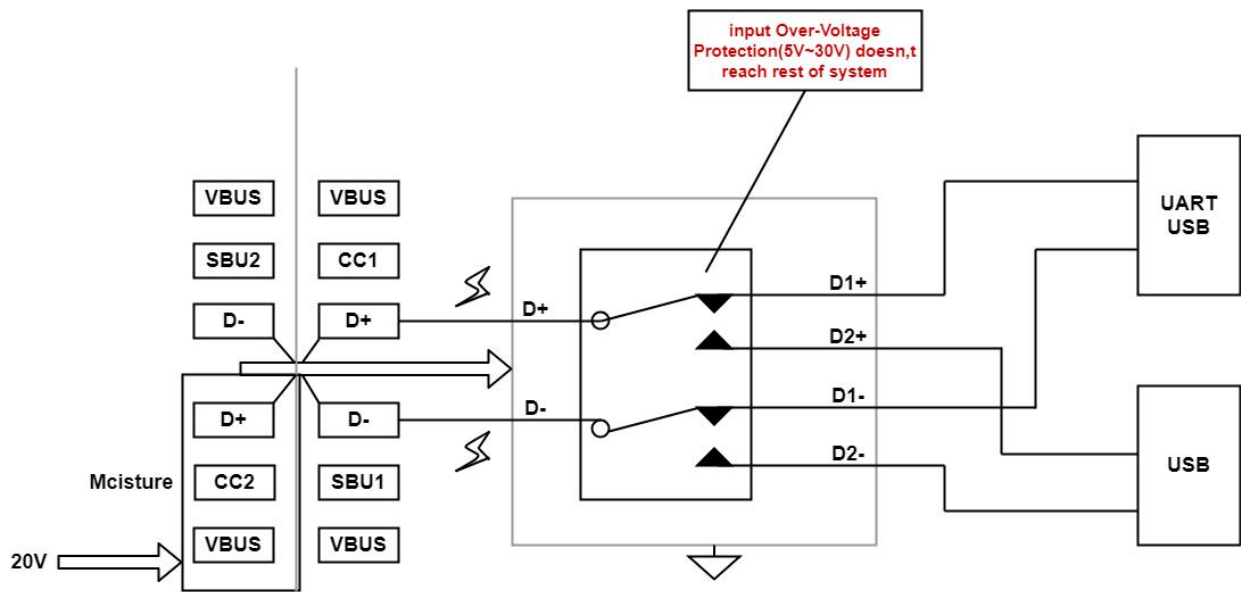 input Over-Voltage
Protection(5V~30V) doesn,t
reach rest of system
VBUS
VBUS
UART
USB
SBU2
CC1
D1+
D-
D+
D+
D2+
D1-
D+
D-
D-
D2-
Mcisture
CC2
SBU1
USB
20V
VBUS
VBUS